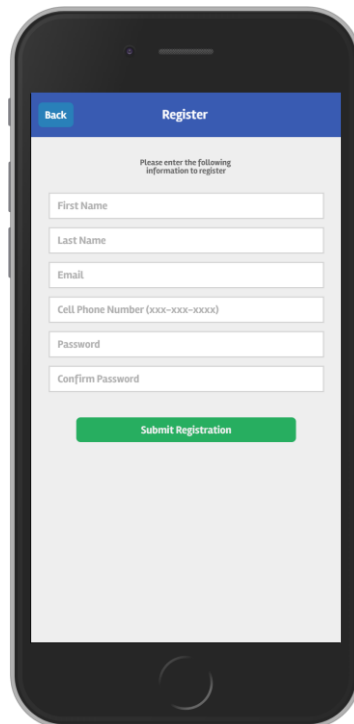 Back
Register
Please enter the following
information to register
First Name
Last Name
Email
Cell Phone Number (xxx-xxx-xxxx)
Password
Confirm Password
Submit Registration